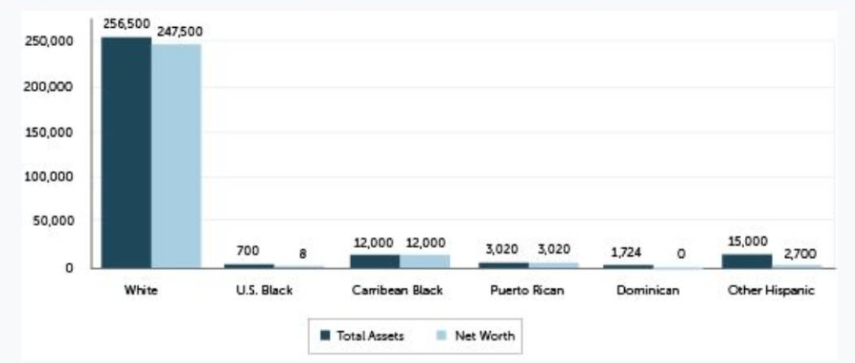 256,500
247,500
250,000
200,000
150,000
100,000
50,000
0
700
8
12,000
12,000
3,020
3,020
1,724
0
15,000
2,700
White
U.S. Black
Carribean Black
Puerto Rican
Dominican
Other Hispanic
Total Assets
Net Worth